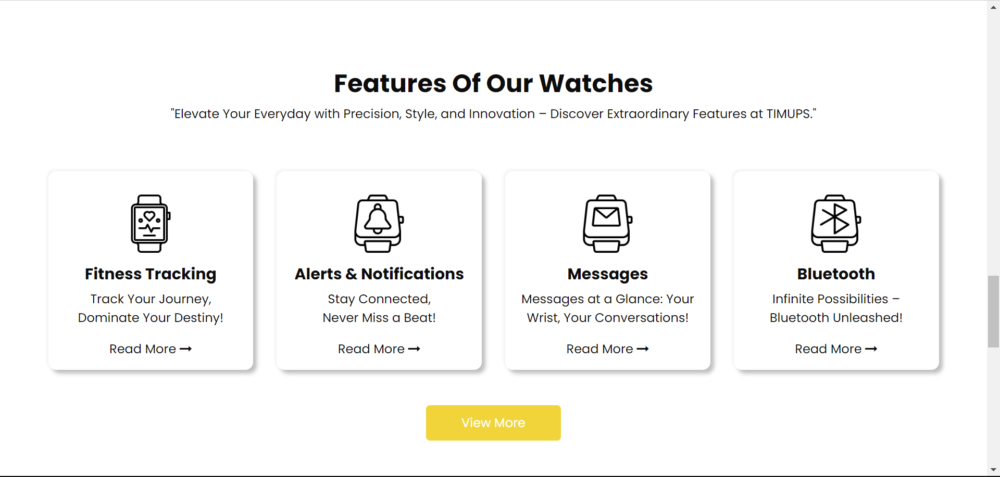 Features Of Our Watches
"Elevate Your Everyday with Precision, Style, and Innovation – Discover Extraordinary Features at TIMUPS."
Fitness Tracking
Track Your Journey,
Dominate Your Destiny!
Read More →
Alerts & Notifications
Stay Connected,
Never Miss a Beat!
Read More →
Messages
Messages at a Glance: Your
Wrist, Your Conversations!
Read More →
Bluetooth
Infinite Possibilities –
Bluetooth Unleashed!
Read More →
View More